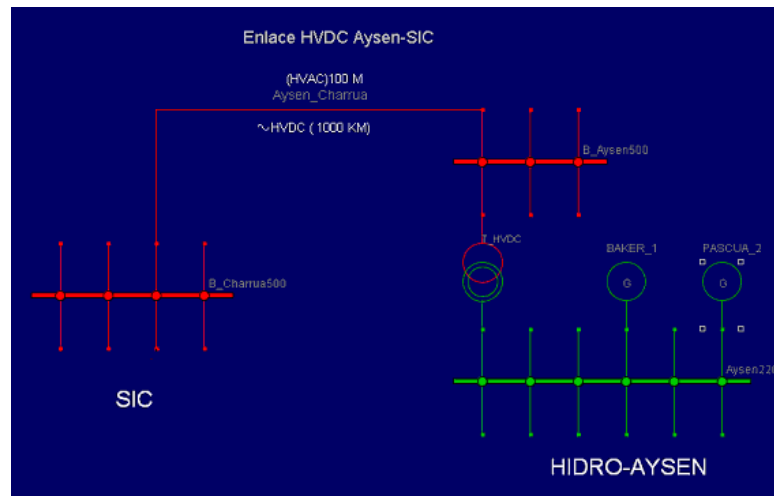 Enlace HVDC Aysen-SIC
(HVAC)100 M
Aysen_Charrua
~HVDC ( 1000 KM)
B_Aysen500
T_HVDC
BAKER_1
PASCUA_2
G
G
B_Charrua500
Aysen220
SIC
HIDRO-AYSEN